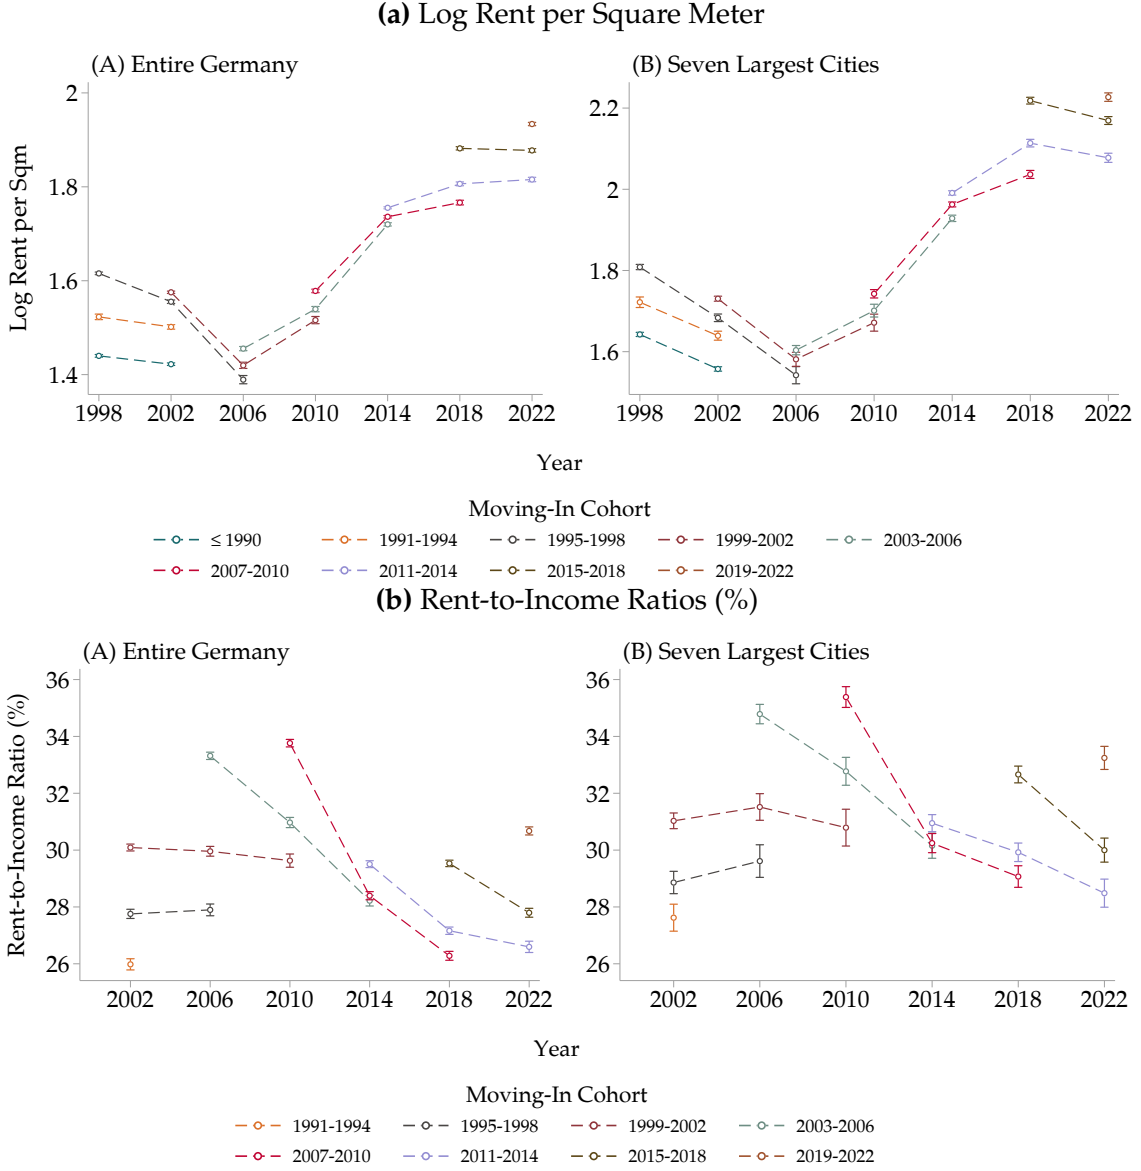 (a) Log Rent per Square Meter
(A) Entire Germany
(B) Seven Largest Cities
Log Rent per Sqm
2
1.8
1.6
1.4
1998 2002 2006 2010 2014 2018 2022
2.2
2
1.8
1.6
1998 2002 2006 2010 2014 2018 2022
Year
Moving-In Cohort
≤ 1990 1991-1994 1995-1998 1999-2002 2003-2006
2007-2010 2011-2014 2015-2018 2019-2022
(b) Rent-to-Income Ratios (%)
(A) Entire Germany
(B) Seven Largest Cities
Rent-to-Income Ratio (%)
36
34
32
30
28
26
2002 2006 2010 2014 2018 2022
36
34
32
30
28
26
2002 2006 2010 2014 2018 2022
Year
Moving-In Cohort
1991-1994 1995-1998 1999-2002 2003-2006
2007-2010 2011-2014 2015-2018 2019-2022